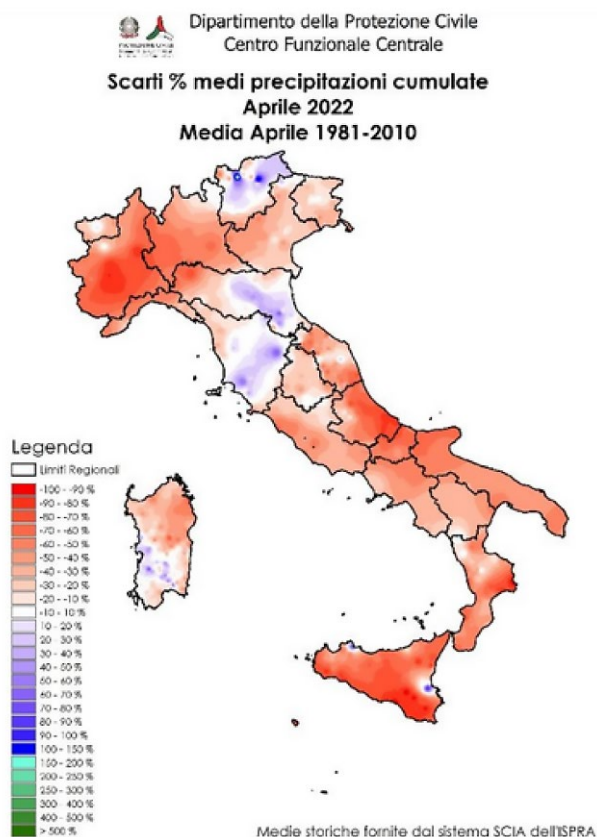 Dipartimento della Protezione Civile
Centro Funzionale Centrale
Scarti % medi precipitazioni cumulate
Aprile 2022
Media Aprile 1981-2010
Legenda
Limiti Regionali
-100 - -90 %
-90 - -80 %
-80 - -70 %
-70 - -60 %
-60 - -50 %
-50 - -40 %
-40 - -30 %
-30 - -20 %
-20 - -10 %
-10 - 10 %
10 - 20 %
20 - 30 %
30 - 40 %
40 - 50 %
50 - 60 %
60 - 70 %
70 - 80 %
80 - 90 %
90 - 100 %
100 - 150 %
150 - 200 %
200 - 250 %
250 - 300 %
300 - 400 %
400 - 500 %
> 500 %
Medie storiche fornite dal sistema SCIA dell'ISPRA